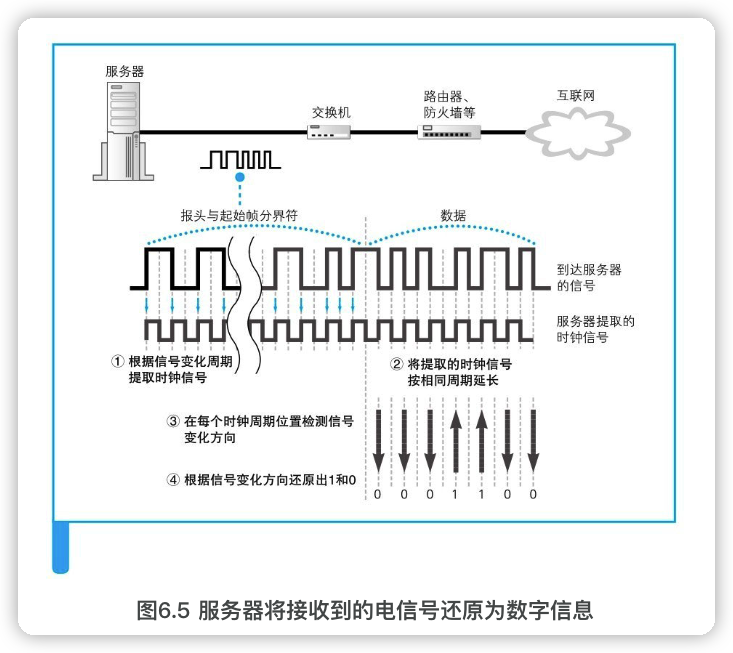 服务器
交换机
路由器、
防火墙等
互联网
报头与起始帧分界符
数据
到达服务器
的信号
服务器提取的
时钟信号
① 根据信号变化周期
提取时钟信号
② 将提取的时钟信号
按相同周期延长
③ 在每个时钟周期位置检测信号
变化方向
④ 根据信号变化方向还原出1和0
0 0 0 1 1 0 0
图6.5 服务器将接收到的电信号还原为数字信息